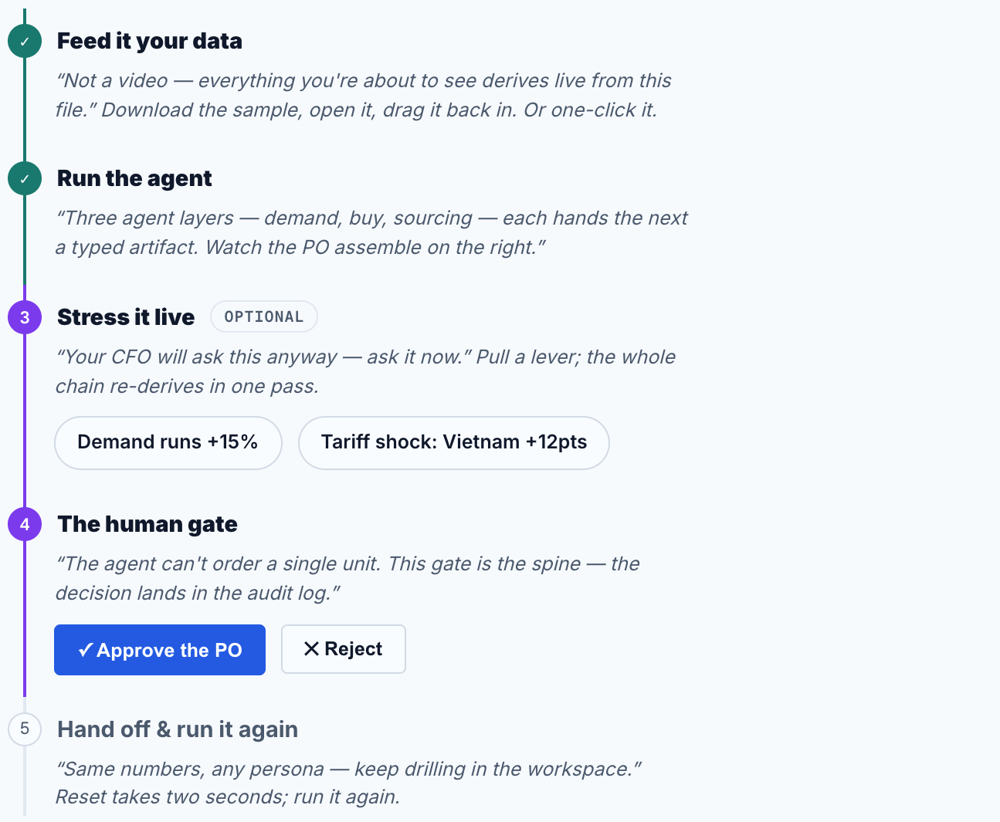 ✓ Feed it your data
“Not a video — everything you're about to see derives live from this
file.” Download the sample, open it, drag it back in. Or one-click it.
✓ Run the agent
“Three agent layers — demand, buy, sourcing — each hands the next
a typed artifact. Watch the PO assemble on the right.”
3 Stress it live OPTIONAL
“Your CFO will ask this anyway — ask it now.” Pull a lever; the whole
chain re-derives in one pass.
Demand runs +15% Tariff shock: Vietnam +12pts
4 The human gate
“The agent can't order a single unit. This gate is the spine — the
decision lands in the audit log.”
✓ Approve the PO ✕ Reject
5 Hand off & run it again
“Same numbers, any persona — keep drilling in the workspace.”
Reset takes two seconds; run it again.